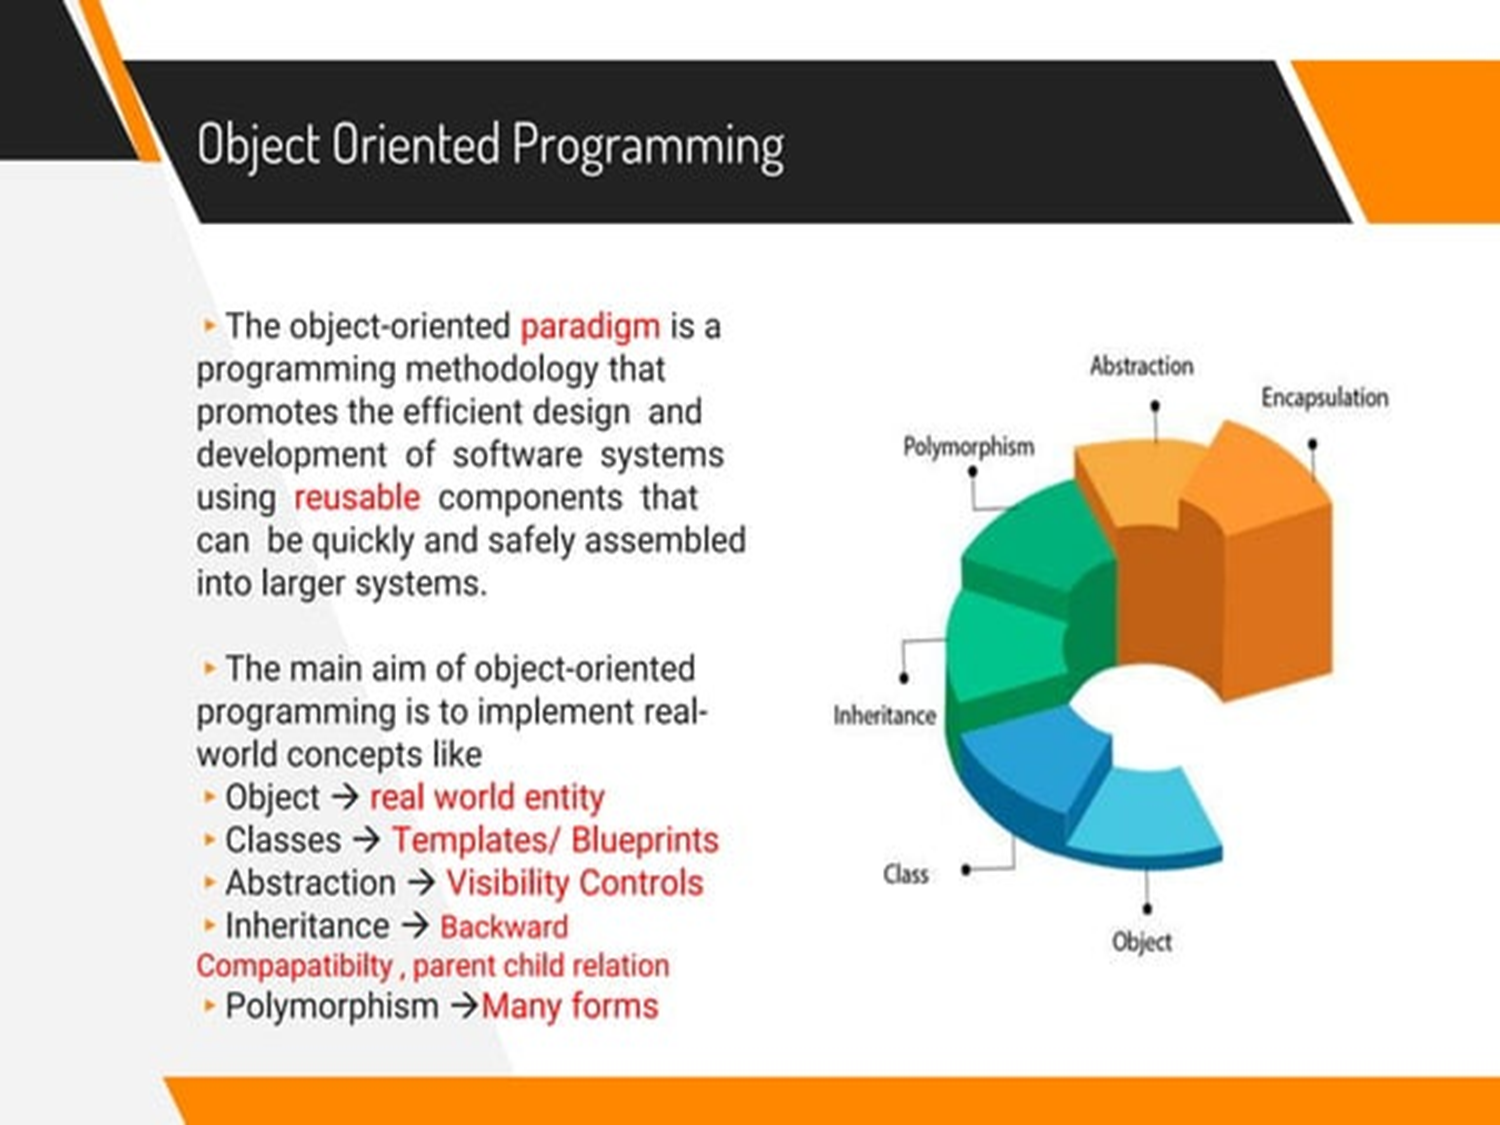 Object Oriented Programming
‣ The object-oriented paradigm is a
programming methodology that
promotes the efficient design and
development of software systems
using reusable components that
can be quickly and safely assembled
into larger systems.
‣ The main aim of object-oriented
programming is to implement real-
world concepts like
‣ Object → real world entity
‣ Classes → Templates/ Blueprints
‣ Abstraction → Visibility Controls
‣ Inheritance → Backward
Compapatibilty , parent child relation
‣ Polymorphism →Many forms
Abstraction
Encapsulation
Polymorphism
Inheritance
Class
Object